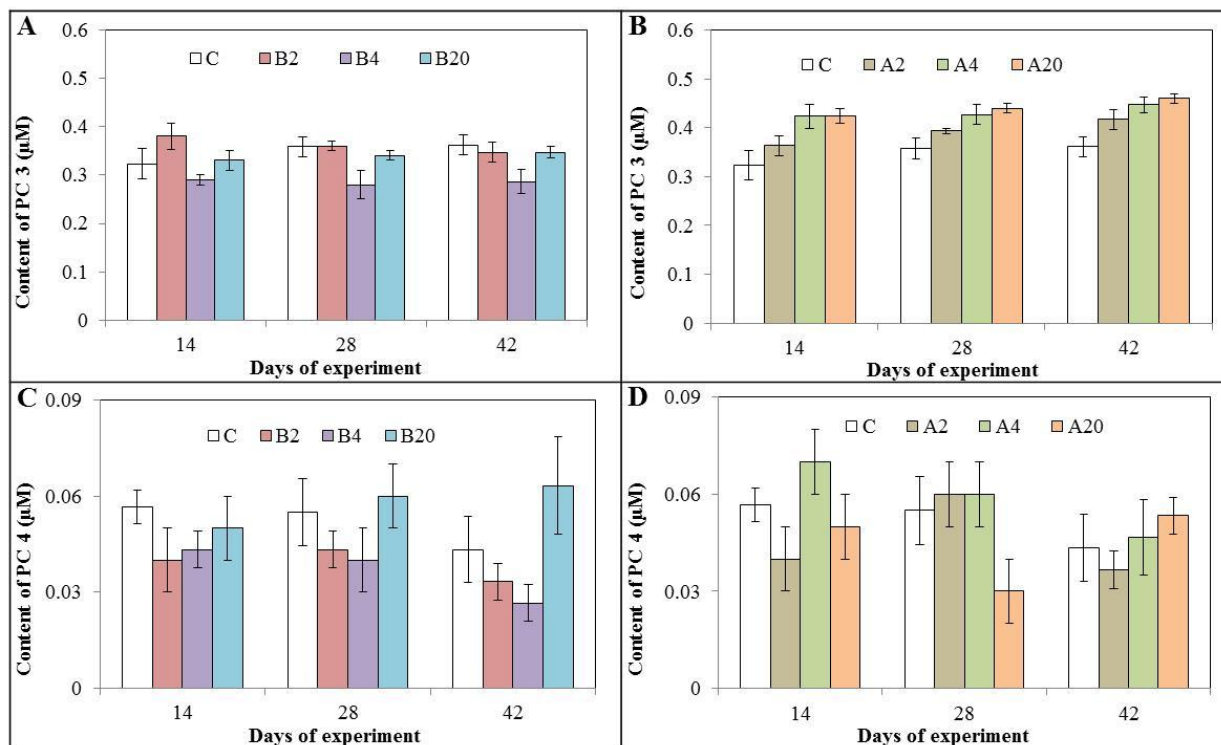 A
Content of PC 3 (µM)
0.6
0.5
0.4
0.3
0.2
0.1
0
C B2 B4 B20
14 28 42
Days of experiment
B
Content of PC 3 (µM)
0.6
0.5
0.4
0.3
0.2
0.1
0
C A2 A4 A20
14 28 42
Days of experiment
C
Content of PC 4 (µM)
0.09
0.06
0.03
0
C B2 B4 B20
14 28 42
Days of experiment
D
Content of PC 4 (µM)
0.09
0.06
0.03
0
C A2 A4 A20
14 28 42
Days of experiment